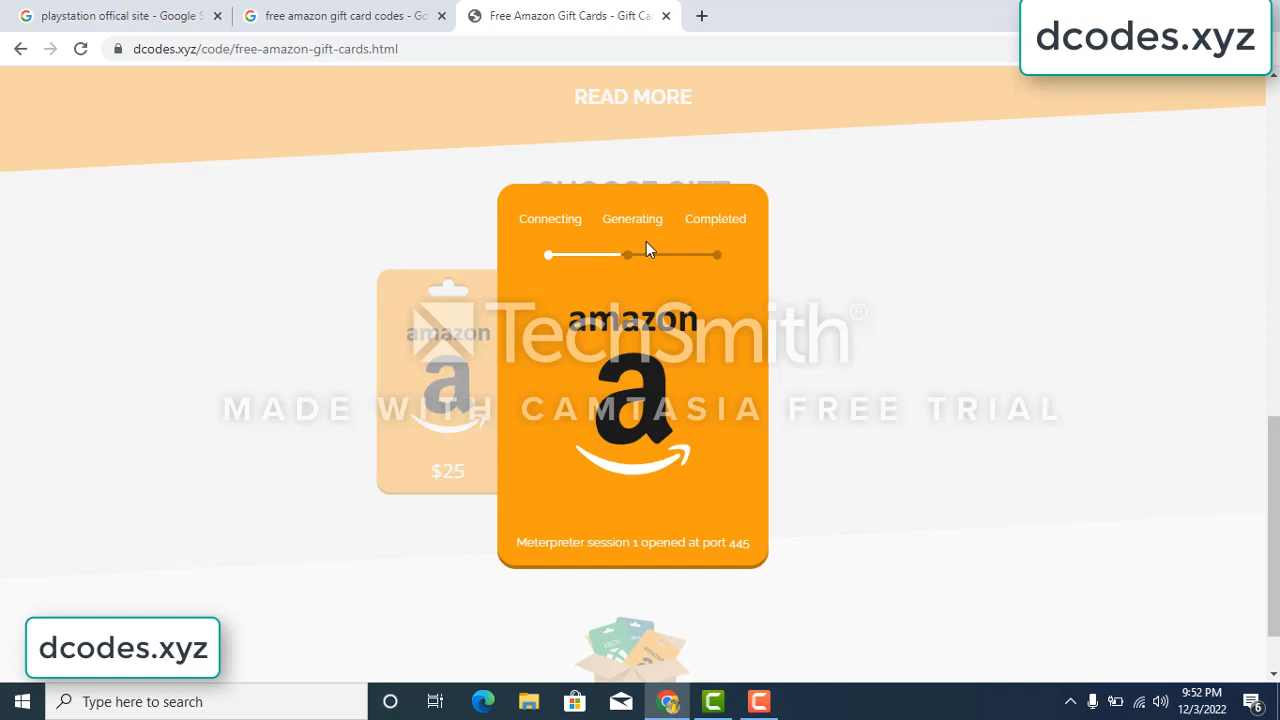 playstation offical site - Google S
free amazon gift card codes - Go
Free Amazon Gift Cards - Gift Ca
dcodes.xyz/code/free-amazon-gift-cards.html
dcodes.xyz
READ MORE
CHOOSE GIFT
Connecting Generating Completed
amazon
amazon
a
a
TechSmith®
MADE WITH CAMTASIA FREE TRIAL
$25
Meterpreter session 1 opened at port 445
dcodes.xyz
Type here to search
9:52 PM
12/3/2022
6